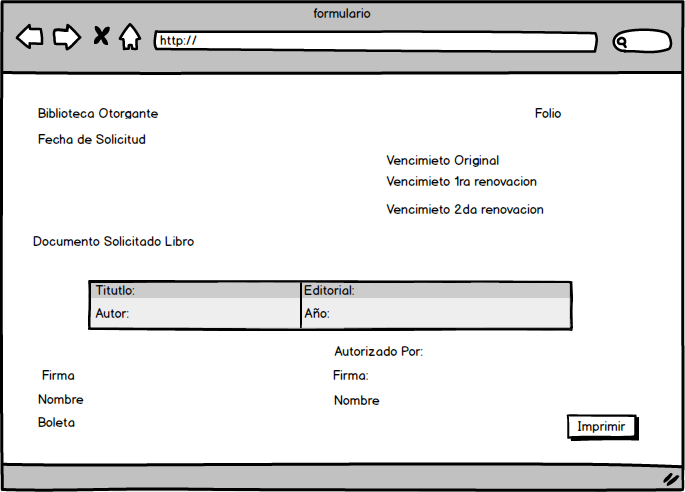 formulario
http://
Biblioteca Otorgante
Folio
Fecha de Solicitud
Vencimieto Original
Vencimieto 1ra renovacion
Vencimieto 2da renovacion
Documento Solicitado Libro
Titutlo:
Editorial:
Autor:
Año:
Autorizado Por:
Firma
Firma:
Nombre
Nombre
Boleta
Imprimir